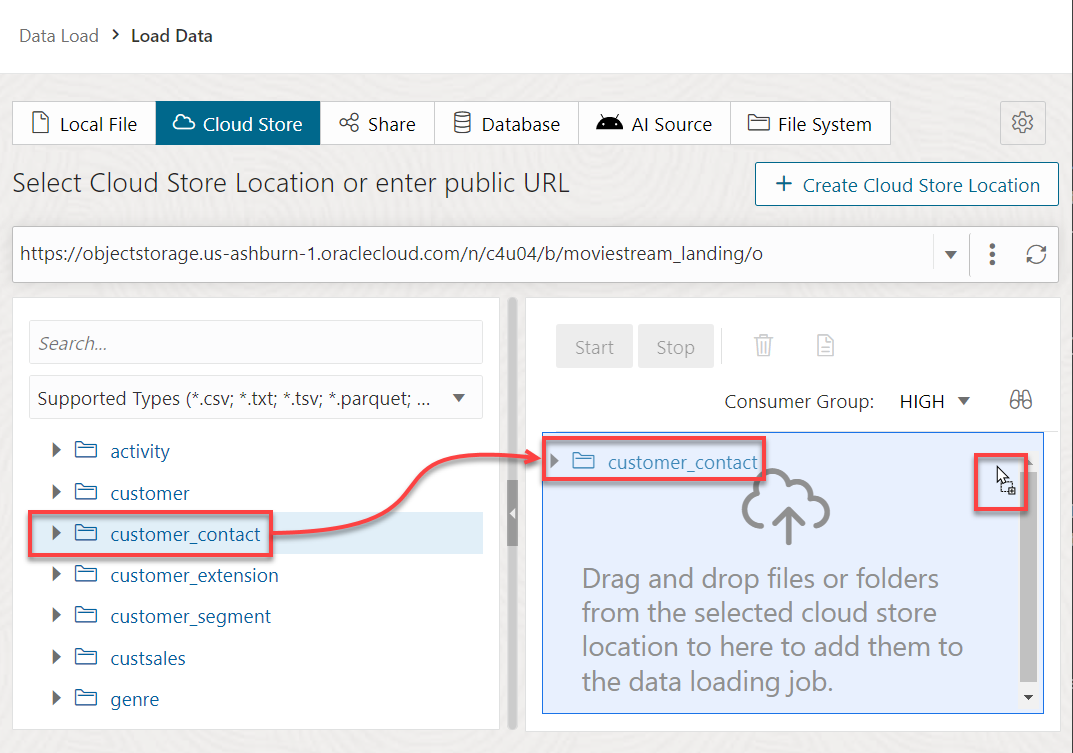 Data Load > Load Data
Local File
Cloud Store
Share
Database
AI Source
File System
Select Cloud Store Location or enter public URL
+ Create Cloud Store Location
https://objectstorage.us-ashburn-1.oraclecloud.com/n/c4u04/b/moviestream_landing/o
Search...
Supported Types (*.csv; *.txt; *.tsv; *.parquet; ...
activity
customer
customer_contact
customer_extension
customer_segment
custsales
genre
Start
Stop
Consumer Group: HIGH
customer_contact
Drag and drop files or folders
from the selected cloud store
location to here to add them to
the data loading job.